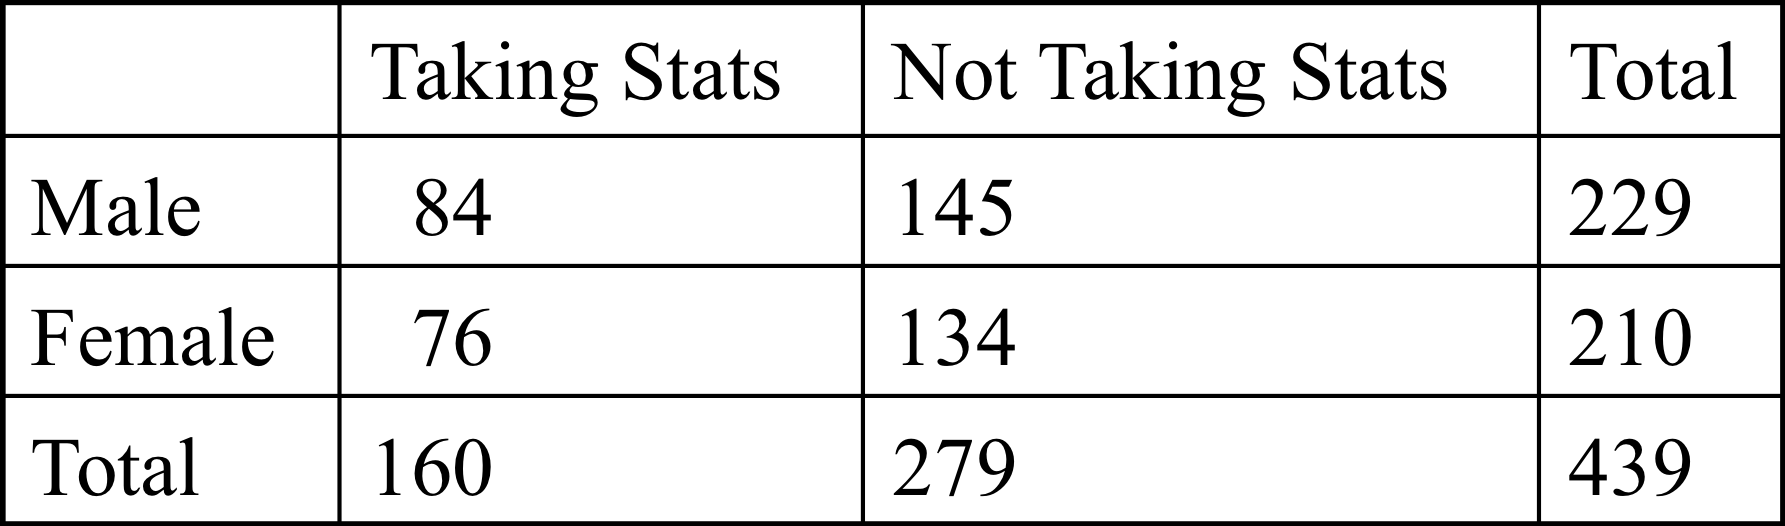 Taking Stats Not Taking Stats Total
Male 84 145 229
Female 76 134 210
Total 160 279 439